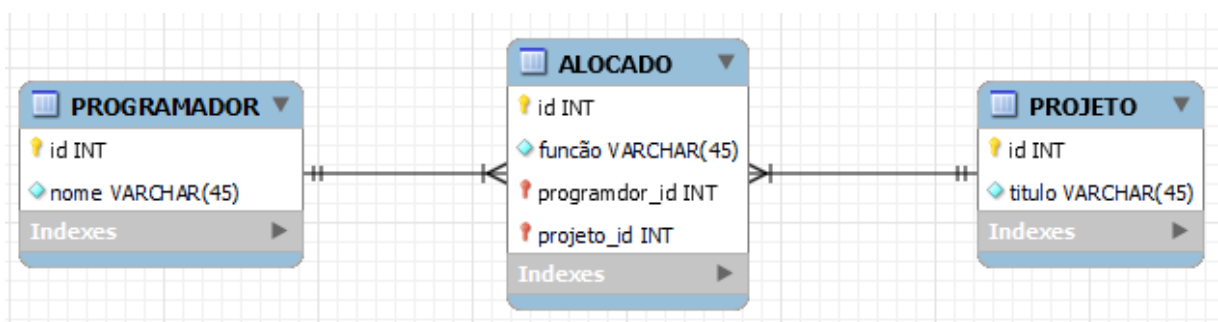 PROGRAMADOR
id INT
nome VARCHAR(45)
Indexes
ALOCADO
id INT
funcão VARCHAR(45)
programdor_id INT
projeto_id INT
Indexes
PROJETO
id INT
titulo VARCHAR(45)
Indexes